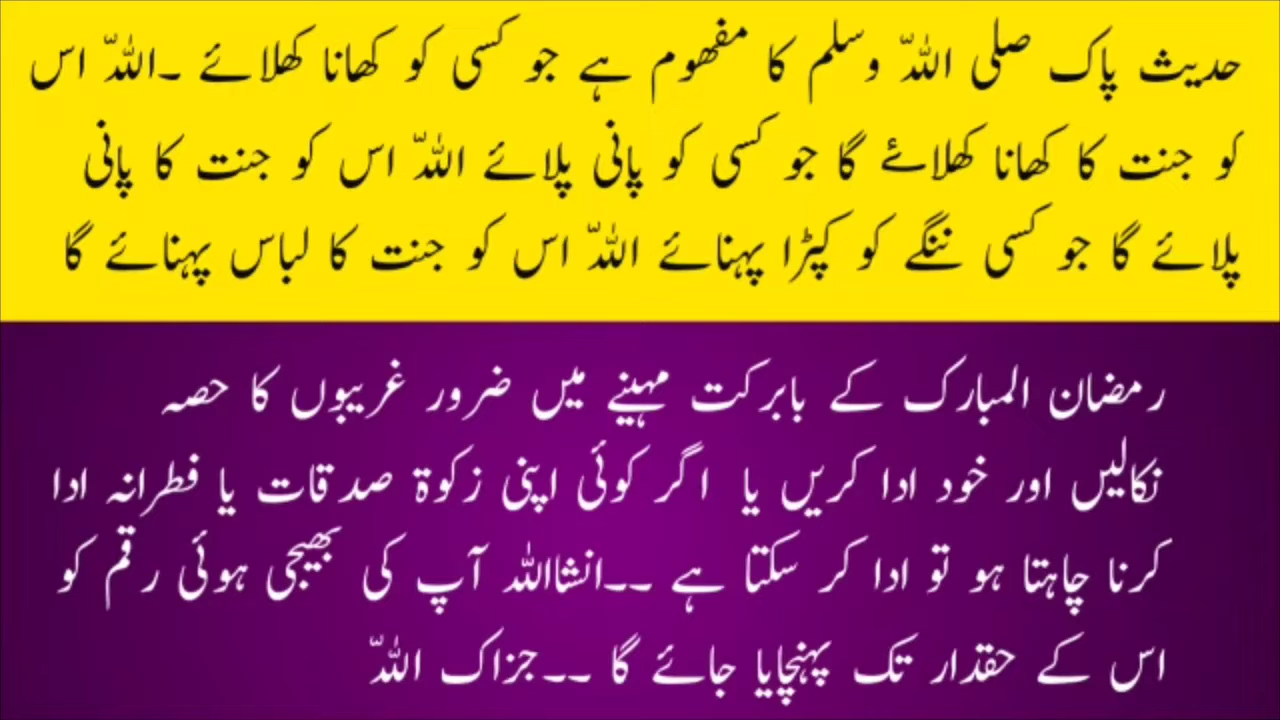 حدیث پاک صلی اللہّ وسلم کا مفھوم ہے جو کسی کو کھانا کھلائے ۔اللہّ اس
کو جنت کا کھانا کھلائے گا جو کسی کو پانی پلائے اللہّ اس کو جنت کا پانی
پلائے گا جو کسی ننگے کو کپڑا پہنائے اللہّ اس کو جنت کا لباس پہنائے گا
رمضان المبارک کے بابرکت مہینے میں ضرور غریبوں کا حصہ
نکالیں اور خود ادا کریں یا اگر کوئی اپنی زکوۃ صدقات یا فطرانہ ادا
کرنا چاہتا ہو تو ادا کر سکتا ہے ۔۔انشااللہ آپ کی بھیجی ہوئی رقم کو
اس کے حقدار تک پہنچایا جائے گا ۔۔جزاک اللہّ